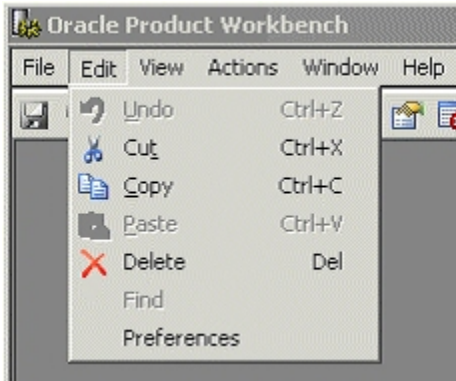 Oracle Product Workbench
File Edit View Actions Window Help
Undo Ctrl+Z
Cut Ctrl+X
Copy Ctrl+C
Paste Ctrl+V
Delete Del
Find
Preferences